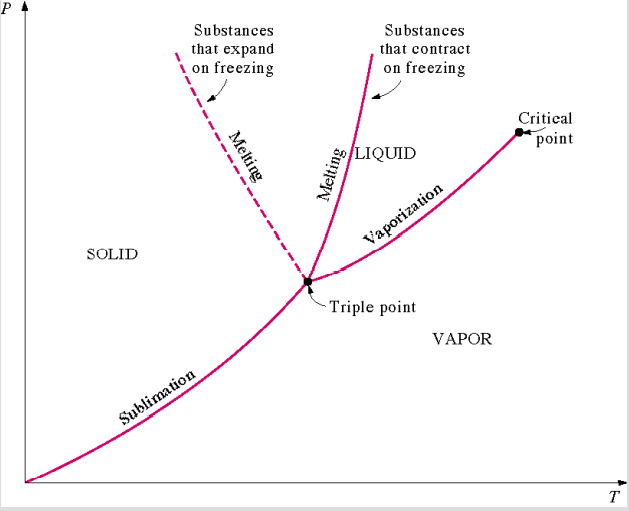 P
Substances
that expand
on freezing
Substances
that contract
on freezing
Critical
point
Melting
Melting
LIQUID
Vaporization
SOLID
Triple point
VAPOR
Sublimation
T